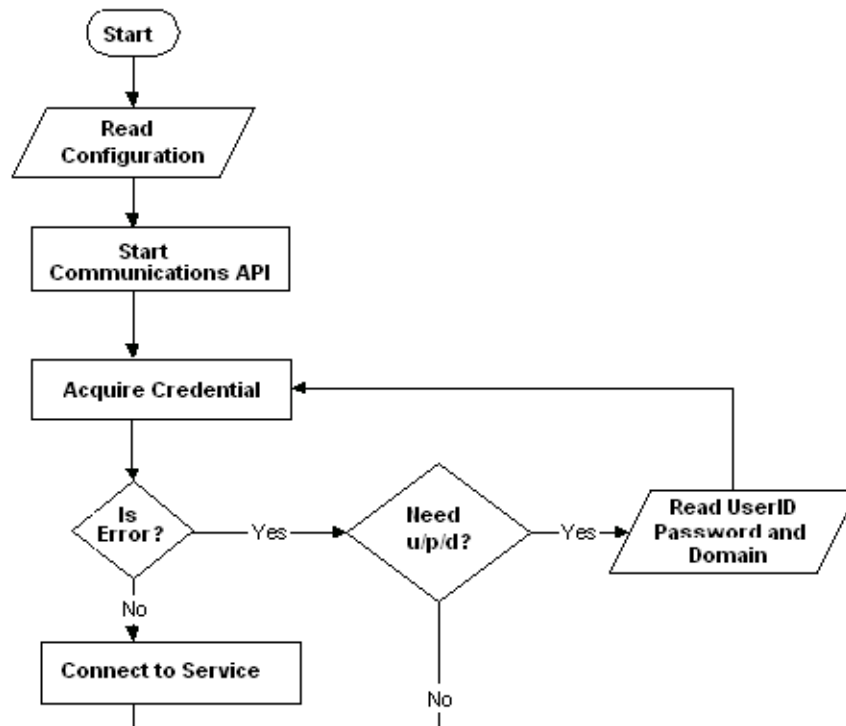 Start
Read
Configuration
Start
Communications API
Acquire Credential
Is
Error?
Yes
Need
u/p/d?
Yes
Read UserID
Password and
Domain
No
Connect to Service
No